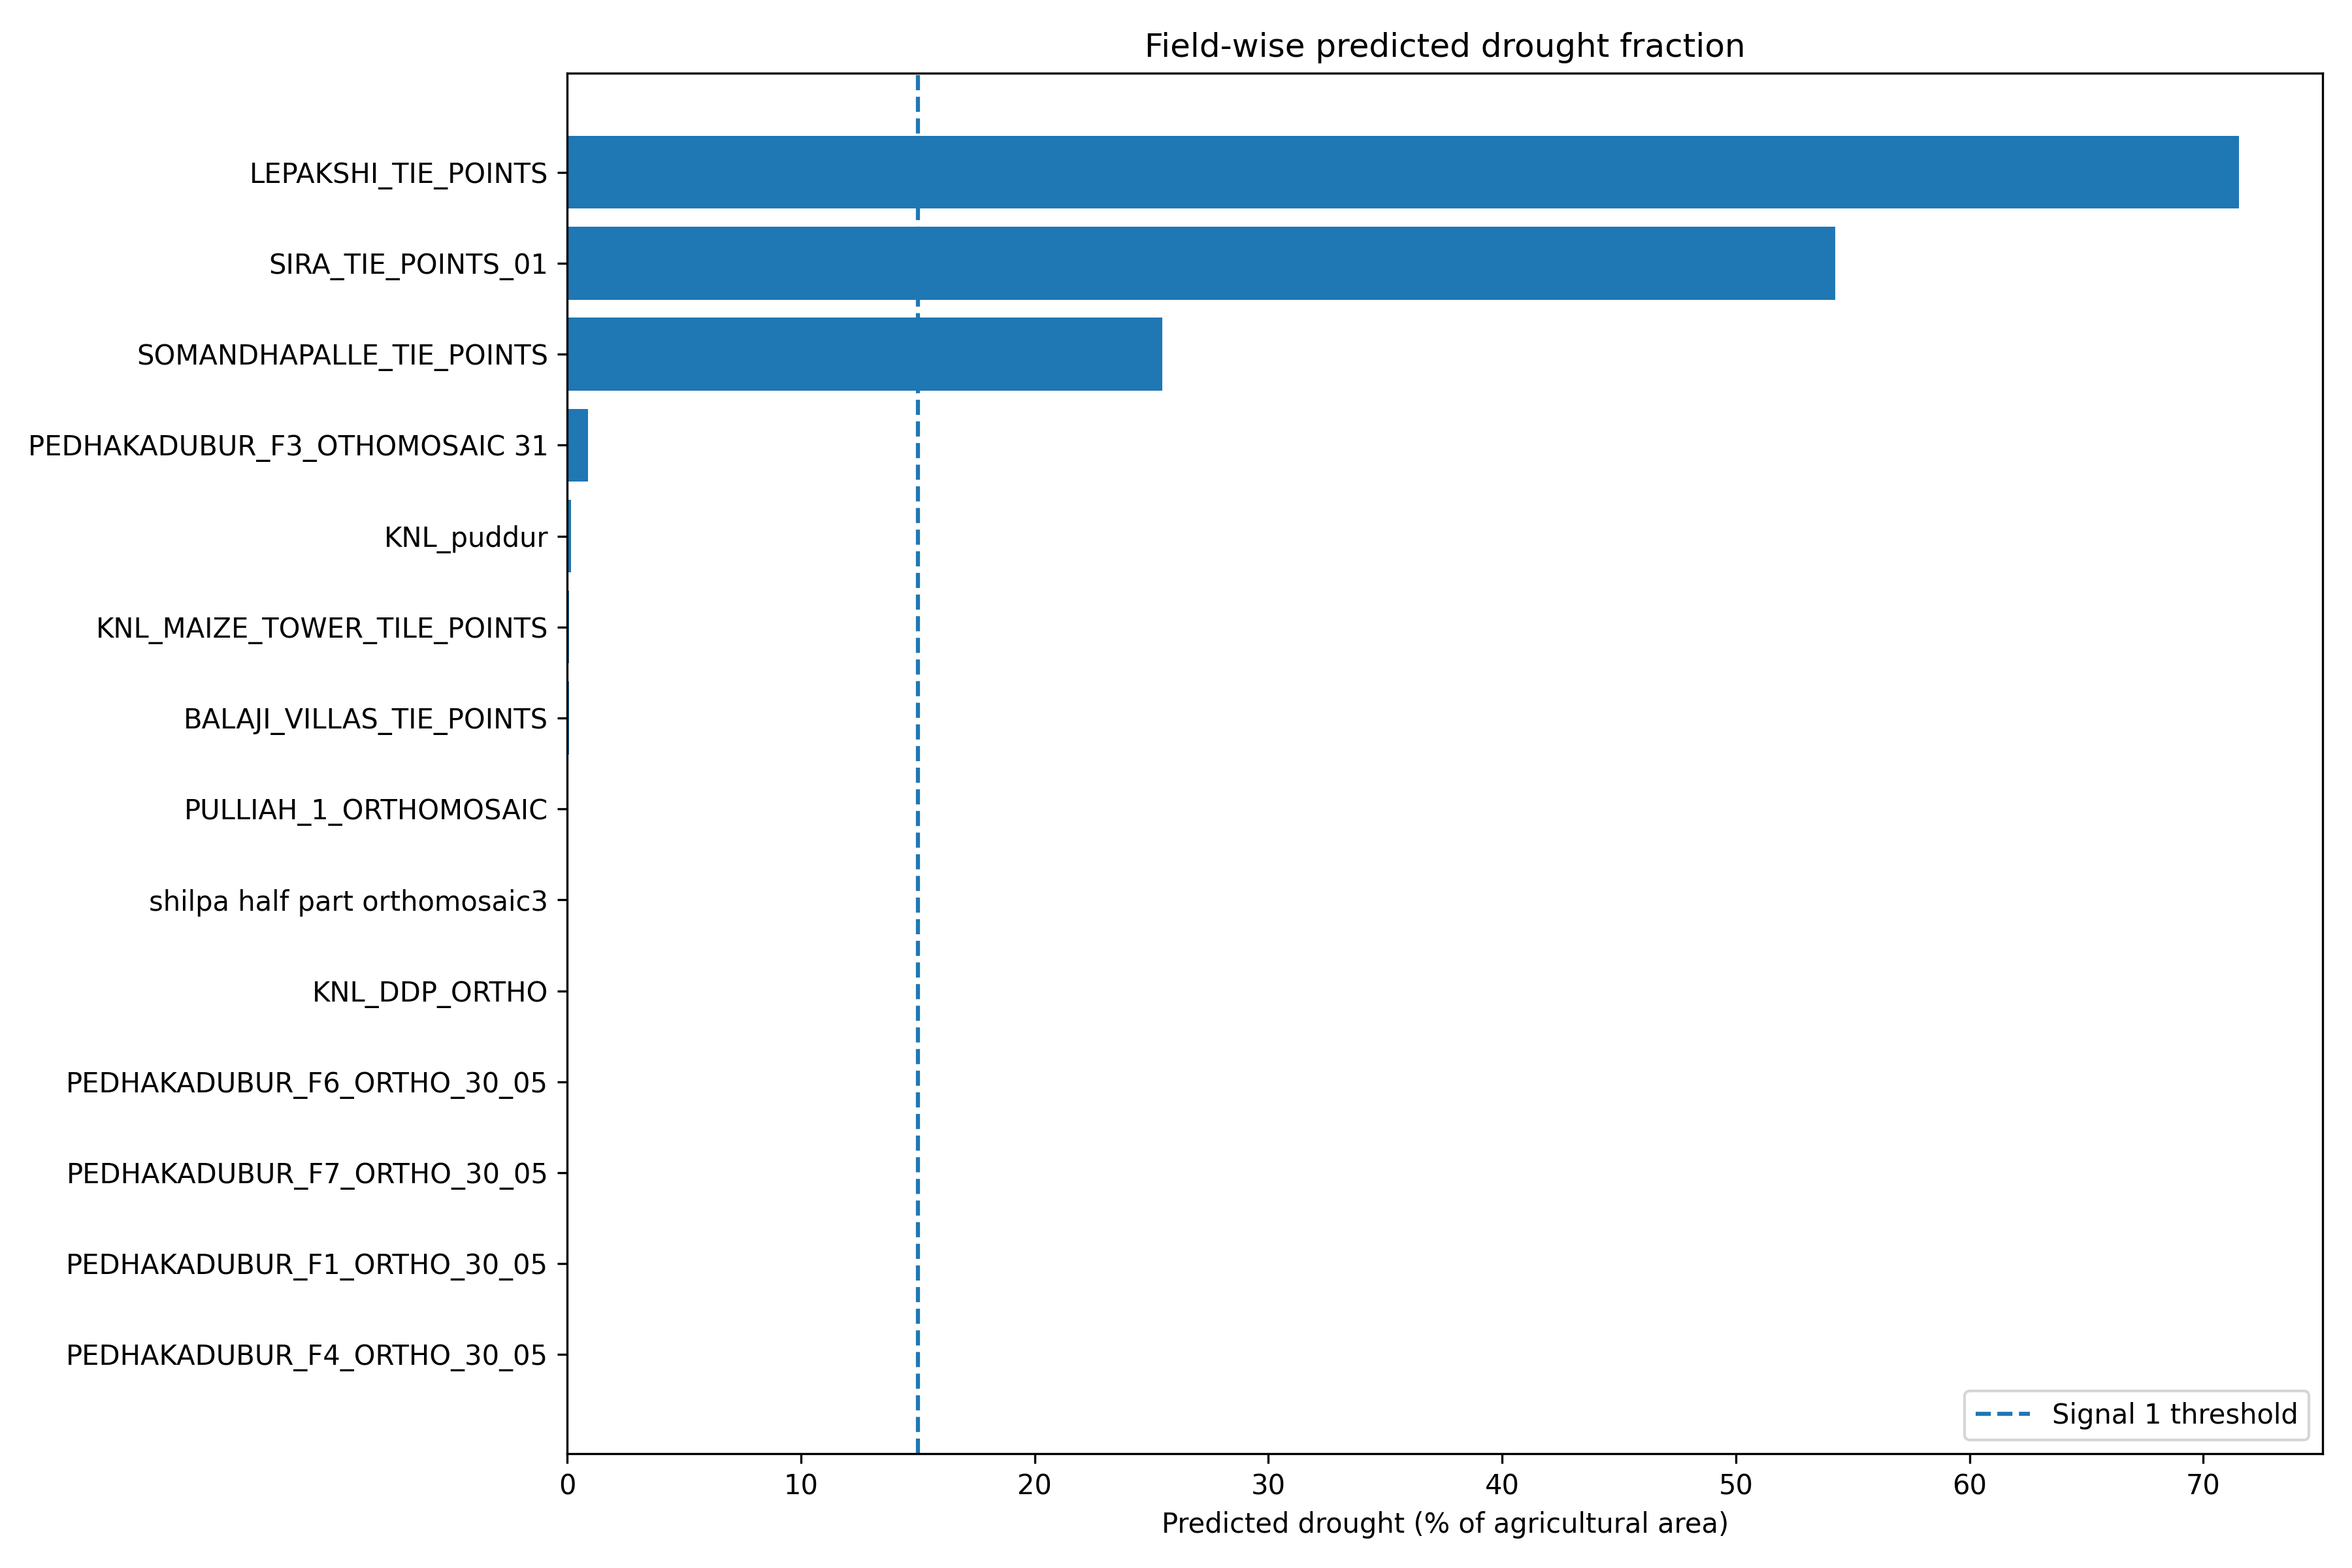 Field-wise predicted drought fraction
LEPAKSHI_TIE_POINTS
SIRA_TIE_POINTS_01
SOMANDHAPALLE_TIE_POINTS
PEDHAKADUBUR_F3_OTHOMOSAIC 31
KNL_puddur
KNL_MAIZE_TOWER_TILE_POINTS
BALAJI_VILLAS_TIE_POINTS
PULLIAH_1_ORTHOMOSAIC
shilpa half part orthomosaic3
KNL_DDP_ORTHO
PEDHAKADUBUR_F6_ORTHO_30_05
PEDHAKADUBUR_F7_ORTHO_30_05
PEDHAKADUBUR_F1_ORTHO_30_05
PEDHAKADUBUR_F4_ORTHO_30_05
Signal 1 threshold
0 10 20 30 40 50 60 70
Predicted drought (% of agricultural area)